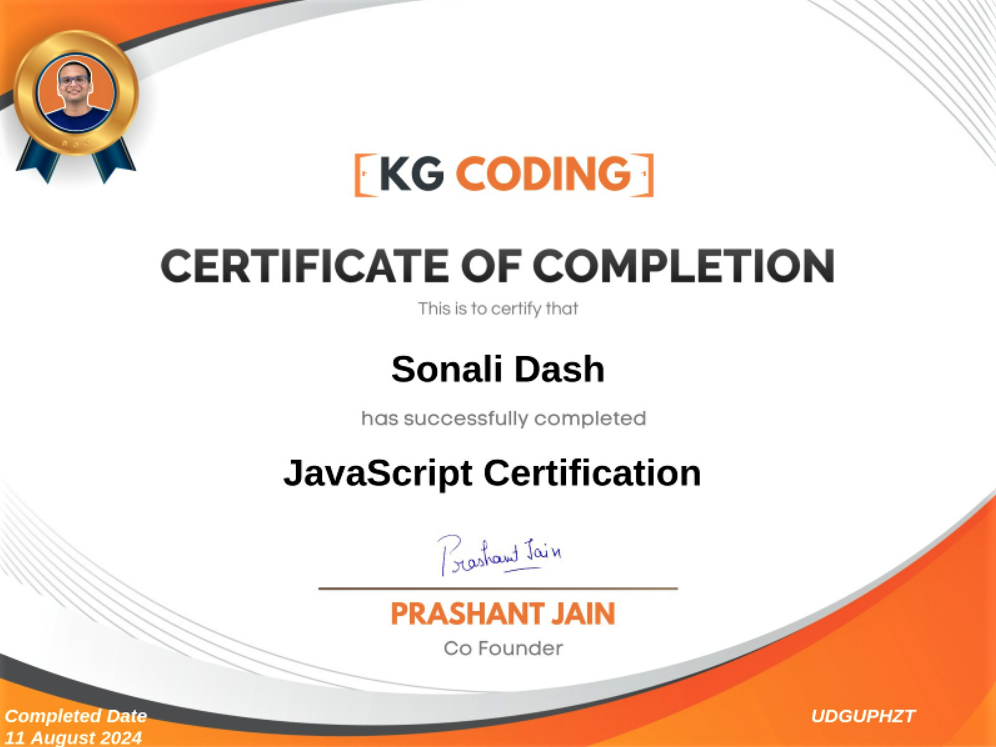 KG CODING
CERTIFICATE OF COMPLETION
This is to certify that
Sonali Dash
has successfully completed
JavaScript Certification
Prashant Jain
PRASHANT JAIN
Co Founder
Completed Date
11 August 2024
UDGUPHZT